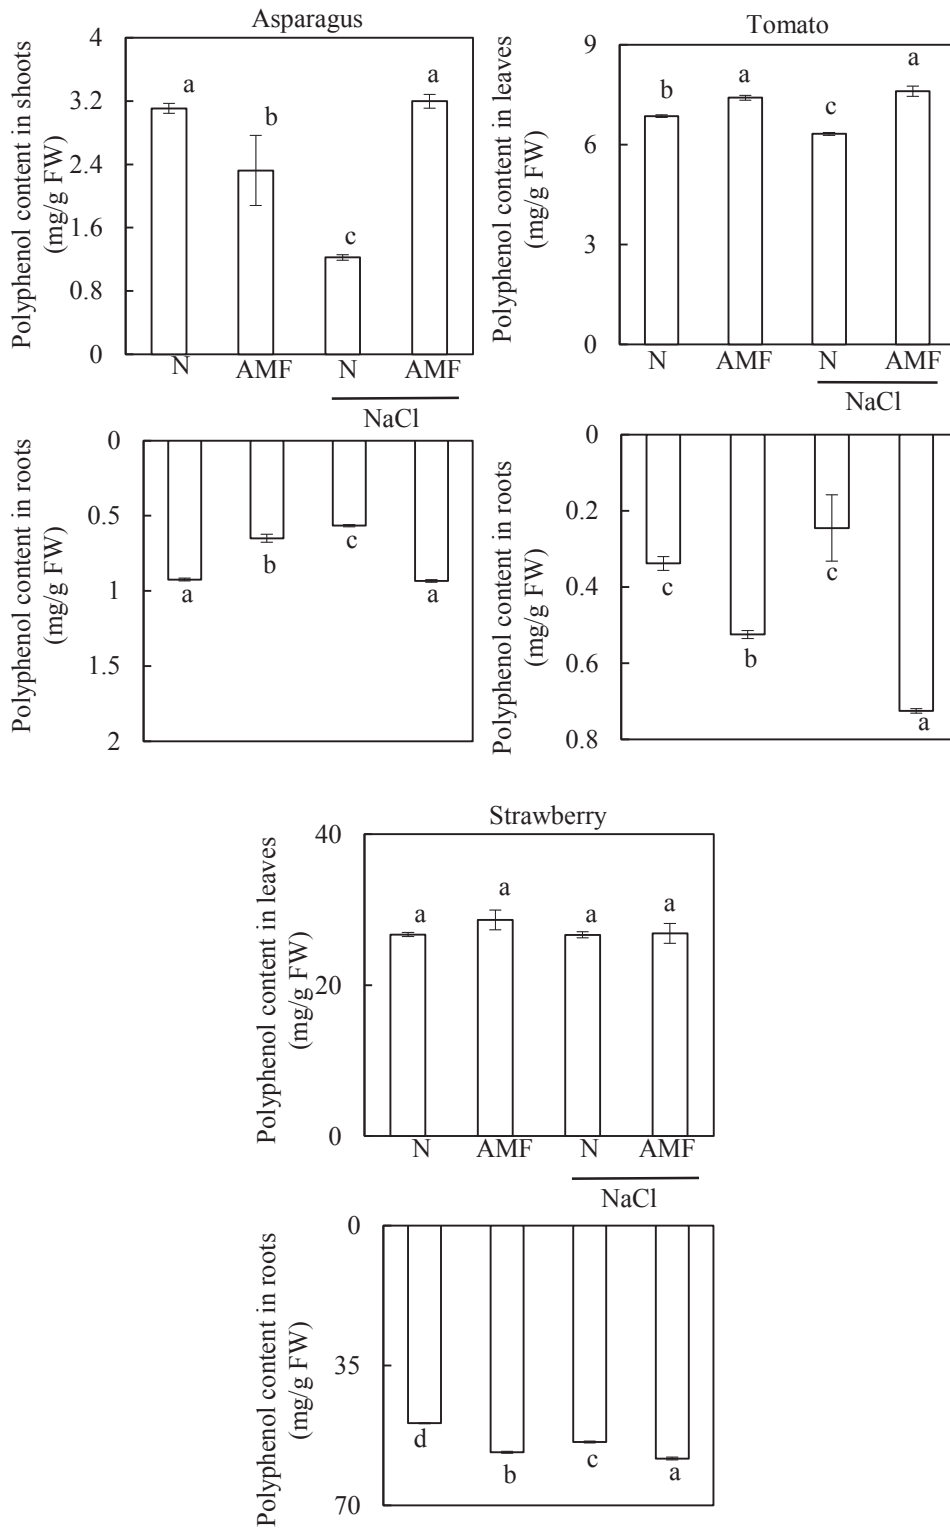 Asparagus
Polyphenol content in shoots
(mg/g FW)
4
3.2
2.4
1.6
0.8
0
a
b
c
a
N
AMF
N
AMF
NaCl
Polyphenol content in roots
(mg/g FW)
0
0.5
1
1.5
2
a
b
c
a
Tomato
Polyphenol content in leaves
(mg/g FW)
9
6
3
0
b
a
c
a
N
AMF
N
AMF
NaCl
Polyphenol content in roots
(mg/g FW)
0
0.2
0.4
0.6
0.8
c
b
c
a
Strawberry
Polyphenol content in leaves
(mg/g FW)
40
20
0
a
a
a
a
N
AMF
N
AMF
NaCl
Polyphenol content in roots
(mg/g FW)
0
35
70
d
b
c
a